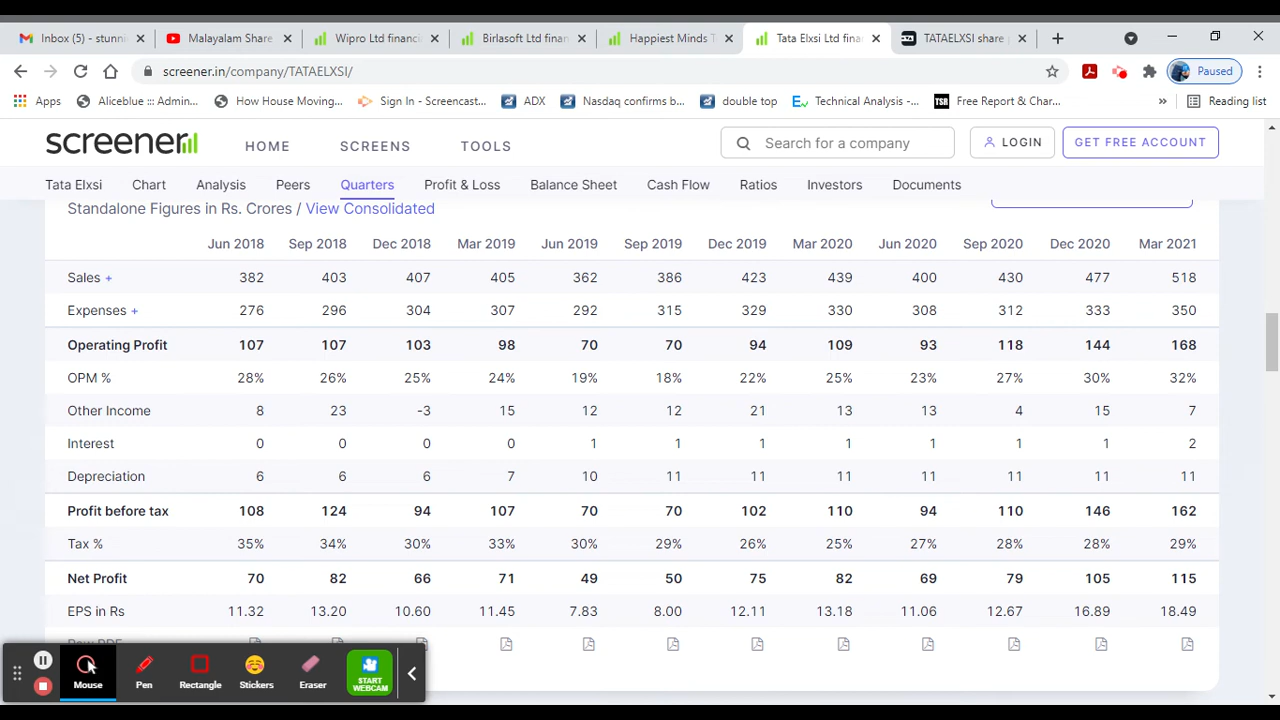 Inbox (5) - stunni
Malayalam Share
Wipro Ltd financi
Birlasoft Ltd finan
Happiest Minds T
Tata Elxsi Ltd fina
TATAELXSI share p
screener.in/company/TATAELXSI/
Paused
Apps
Aliceblue ::: Admin...
How House Moving...
Sign In - Screencast...
ADX
Nasdaq confirms b...
double top
Technical Analysis -...
Free Report & Char...
»
Reading list
screener
HOME
SCREENS
TOOLS
Search for a company
LOGIN
GET FREE ACCOUNT
Tata Elxsi Chart Analysis Peers Quarters Profit & Loss Balance Sheet Cash Flow Ratios Investors Documents
Standalone Figures in Rs. Crores / View Consolidated
Jun 2018 Sep 2018 Dec 2018 Mar 2019 Jun 2019 Sep 2019 Dec 2019 Mar 2020 Jun 2020 Sep 2020 Dec 2020 Mar 2021
Sales + 382 403 407 405 362 386 423 439 400 430 477 518
Expenses + 276 296 304 307 292 315 329 330 308 312 333 350
Operating Profit 107 107 103 98 70 70 94 109 93 118 144 168
OPM % 28% 26% 25% 24% 19% 18% 22% 25% 23% 27% 30% 32%
Other Income 8 23 -3 15 12 12 21 13 13 4 15 7
Interest 0 0 0 0 1 1 1 1 1 1 1 2
Depreciation 6 6 6 7 10 11 11 11 11 11 11 11
Profit before tax 108 124 94 107 70 70 102 110 94 110 146 162
Tax % 35% 34% 30% 33% 30% 29% 26% 25% 27% 28% 28% 29%
Net Profit 70 82 66 71 49 50 75 82 69 79 105 115
EPS in Rs 11.32 13.20 10.60 11.45 7.83 8.00 12.11 13.18 11.06 12.67 16.89 18.49
Raw PDF
Mouse
Pen
Rectangle
Stickers
Eraser
START
WEBCAM